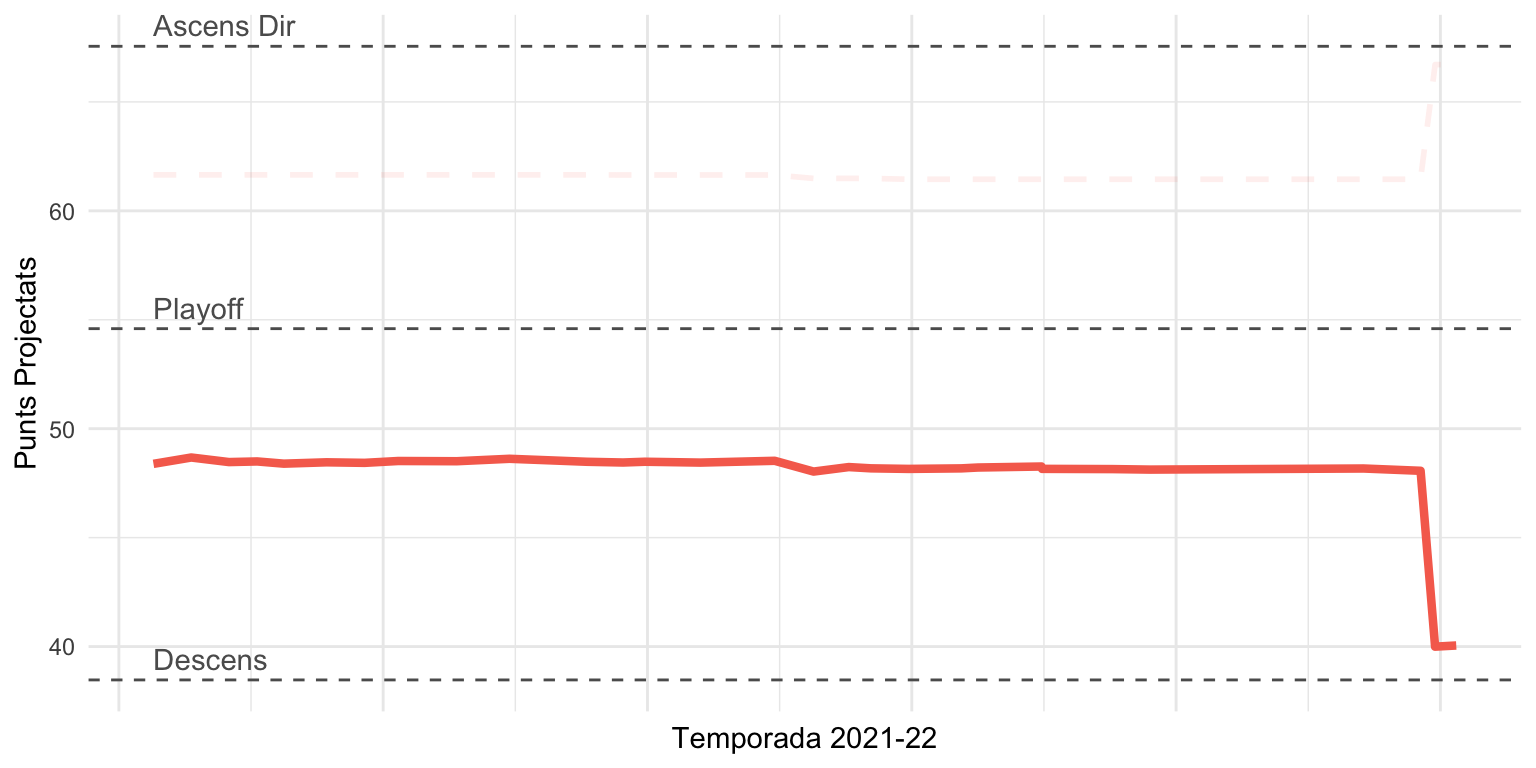 Ascens Dir
60
Playoff
50
40
Descens
Punts Projectats
Temporada 2021-22